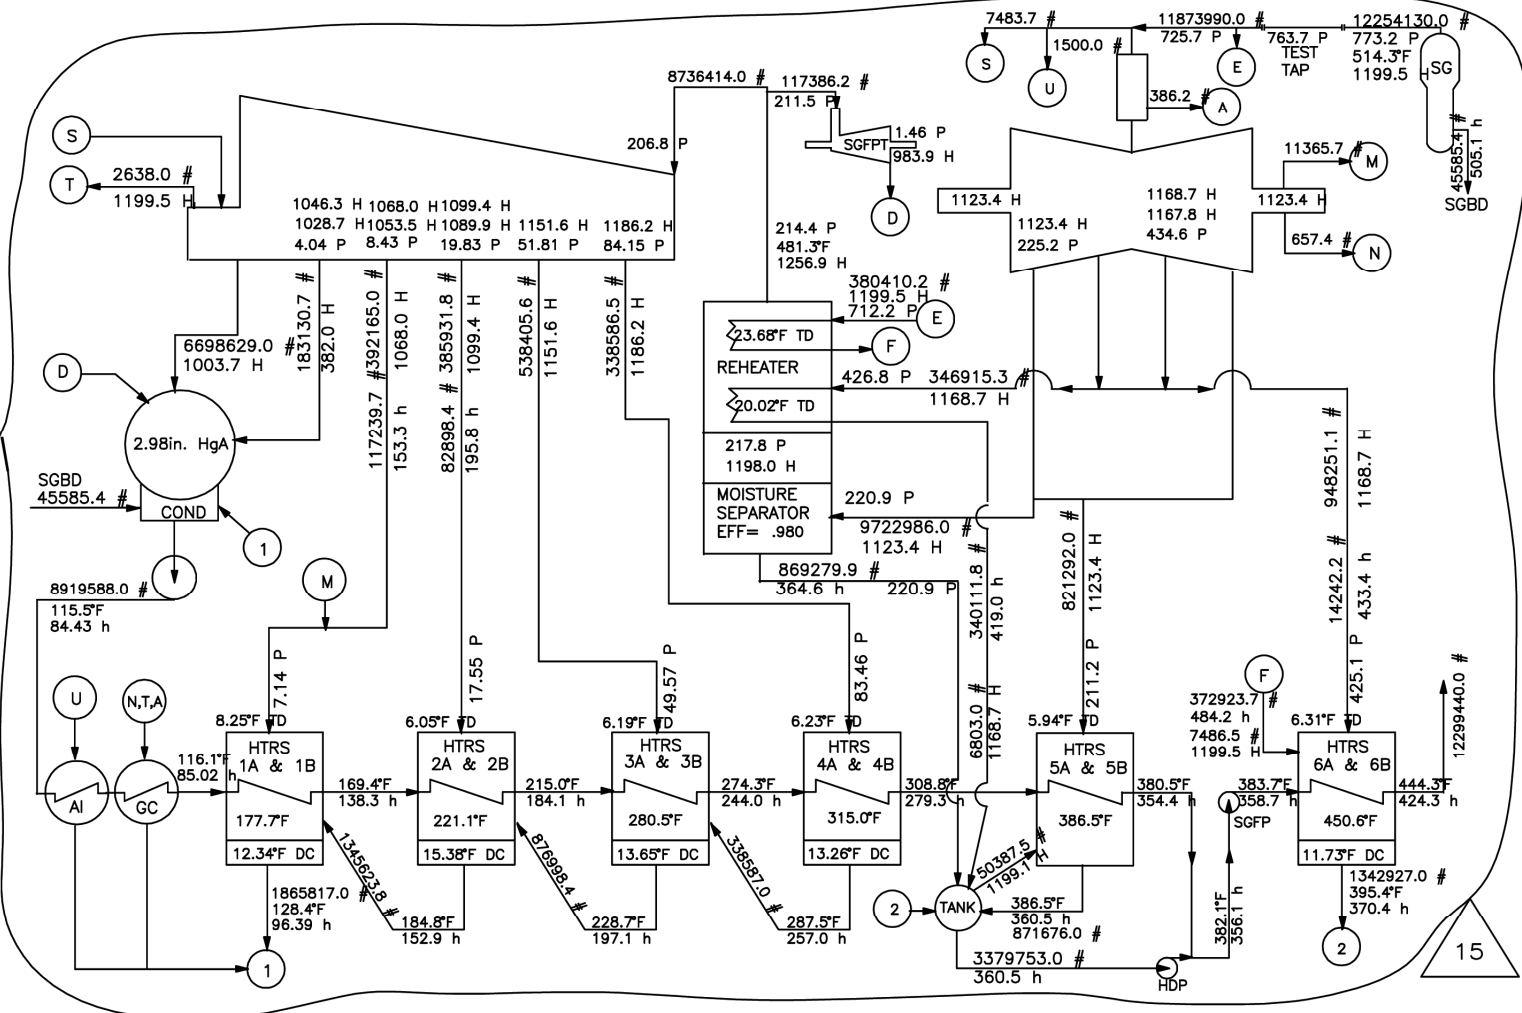 7483.7 #
1500.0 #
S
U
11873990.0 #
725.7 P
E
763.7 P
TEST
TAP
12254130.0 #
773.2 P
514.3°F
1199.5 H
SG
45585.4 #
505.1 h
SGBD
386.2 #
A
8736414.0 #
117386.2 #
211.5 P
206.8 P
SGFPT
1.46 P
983.9 H
D
S
T
2638.0 #
1199.5 H
1046.3 H
1028.7 H
4.04 P
1068.0 H
1053.5 H
8.43 P
1099.4 H
1089.9 H
19.83 P
1151.6 H
51.81 P
1186.2 H
84.15 P
214.4 P
481.3°F
1256.9 H
1123.4 H
1123.4 H
225.2 P
1168.7 H
1167.8 H
434.6 P
1123.4 H
11365.7 #
M
657.4 #
N
6698629.0 #
1003.7 H
183130.7 #
382.0 H
392165.0 #
1068.0 H
117239.7 #
153.3 h
385931.8 #
1099.4 H
82898.4 #
195.8 h
538405.6 #
1151.6 H
338586.5 #
1186.2 H
D
2.98in. HgA
SGBD
45585.4 #
COND
1
380410.2 #
1199.5 H
712.2 P
E
23.68°F TD
F
REHEATER
426.8 P
346915.3 #
1168.7 H
20.02°F TD
217.8 P
1198.0 H
MOISTURE
SEPARATOR
EFF= .980
220.9 P
9722986.0 #
1123.4 H
869279.9 #
364.6 h
220.9 P
340111.8 #
419.0 h
6803.0 #
1168.7 H
821292.0 #
1123.4 H
211.2 P
948251.1 #
1168.7 H
14242.2 #
433.4 h
425.1 P
8919588.0 #
115.5°F
84.43 h
M
7.14 P
17.55 P
49.57 P
83.46 P
U
N,T,A
AI
GC
116.1°F
85.02 h
8.25°F TD
HTRS
1A & 1B
177.7°F
12.34°F DC
169.4°F
138.3 h
6.05°F TD
HTRS
2A & 2B
221.1°F
15.38°F DC
215.0°F
184.1 h
6.19°F TD
HTRS
3A & 3B
280.5°F
13.65°F DC
274.3°F
244.0 h
6.23°F TD
HTRS
4A & 4B
315.0°F
13.26°F DC
308.8°F
279.3 h
5.94°F TD
HTRS
5A & 5B
386.5°F
380.5°F
354.4 h
F
372923.7 #
484.2 h
7486.5 #
1199.5 H
383.7°F
358.7 h
SGFP
6.31°F TD
HTRS
6A & 6B
450.6°F
11.73°F DC
444.3°F
424.3 h
12299440.0 #
1865817.0 #
128.4°F
96.39 h
1
1345623.8 #
184.8°F
152.9 h
876998.4 #
228.7°F
197.1 h
338587.0 #
287.5°F
257.0 h
2
TANK
50387.5 #
1199.1 H
386.5°F
360.5 h
871676.0 #
3379753.0 #
360.5 h
HDP
382.1°F
356.1 h
1342927.0 #
395.4°F
370.4 h
2
15